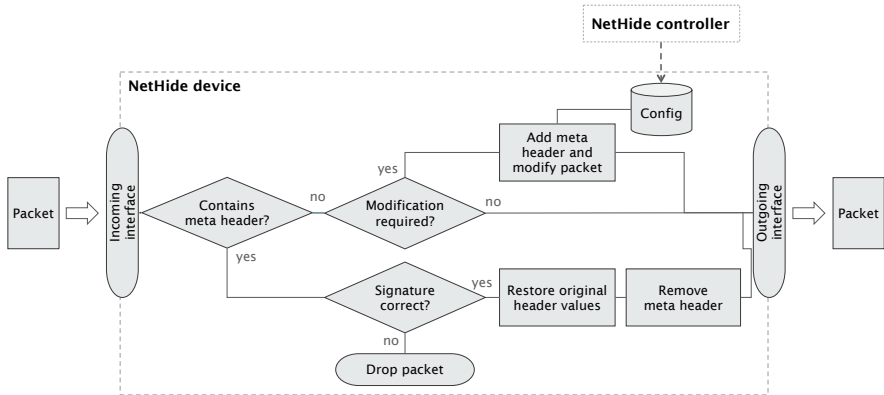 NetHide controller
NetHide device
Config
Add meta
header and
modify packet
yes
Packet
Incoming
interface
Contains
meta header?
no
Modification
required?
no
Outgoing
interface
Packet
yes
Signature
correct?
yes
Restore original
header values
Remove
meta header
no
Drop packet